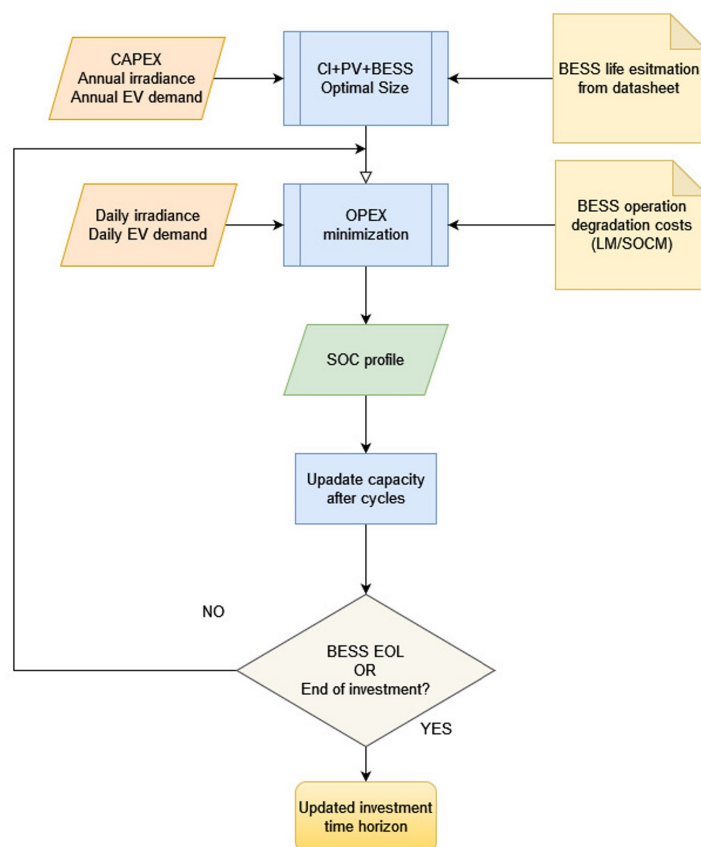 CAPEX
Annual irradiance
Annual EV demand
CI+PV+BESS
Optimal Size
BESS life esitmation
from datasheet
Daily irradiance
Daily EV demand
OPEX
minimization
BESS operation
degradation costs
(LM/SOCM)
SOC profile
Upadate capacity
after cycles
NO
BESS EOL
OR
End of investment?
YES
Updated investment
time horizon